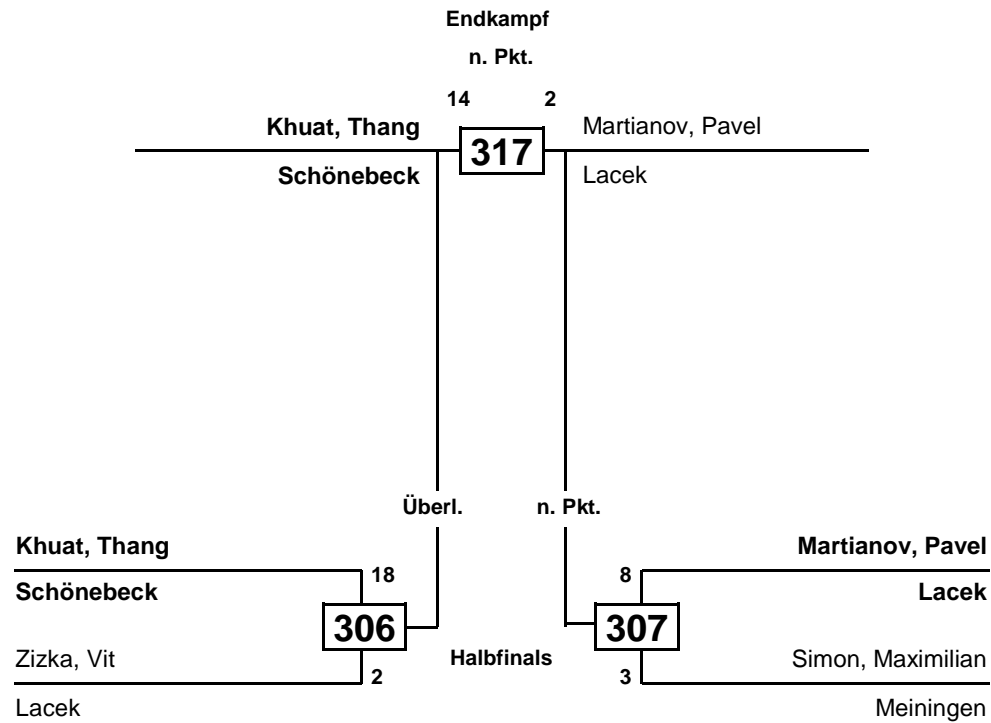 Endkampf
n. Pkt.
14 2
Khuat, Thang 317 Martianov, Pavel
Schönebeck Lacek
Überl. n. Pkt.
Khuat, Thang Martianov, Pavel
18 8
Schönebeck Lacek
306 307
Zizka, Vit Halbfinals Simon, Maximilian
2 3
Lacek Meiningen